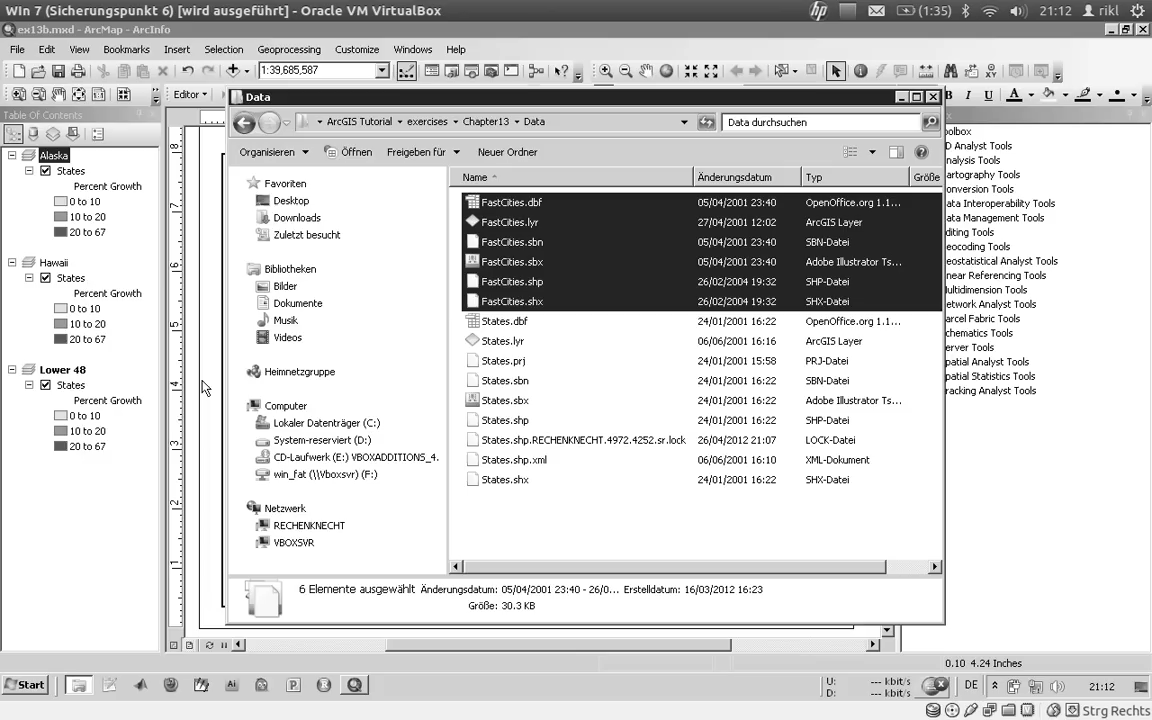 WIn 7 (Sicherungspunkt 6) [wird ausgeführt] - Oracle VM VirtualBox
hp (1:35) 21:12 rikl
ex13b.mxd - ArcMap - ArcInfo
File Edit View Bookmarks Insert Selection Geoprocessing Customize Windows Help
1:39,685,587
Editor
Data
B I U A
Table Of Contents
ArcGIS Tutorial exercises Chapter13 Data
Data durchsuchen
Organisieren Öffnen Freigeben für Neuer Ordner
Name Änderungsdatum Typ Größe
FastCities.dbf 05/04/2001 23:40 OpenOffice.org 1.1...
FastCities.lyr 27/04/2001 12:02 ArcGIS Layer
FastCities.sbn 05/04/2001 23:40 SBN-Datei
FastCities.sbx 05/04/2001 23:40 Adobe Illustrator Ts...
FastCities.shp 26/02/2004 19:32 SHP-Datei
FastCities.shx 26/02/2004 19:32 SHX-Datei
States.dbf 24/01/2001 16:22 OpenOffice.org 1.1...
States.lyr 06/06/2001 16:16 ArcGIS Layer
States.prj 24/01/2001 15:58 PRJ-Datei
States.sbn 24/01/2001 16:22 SBN-Datei
States.sbx 24/01/2001 16:22 Adobe Illustrator Ts...
States.shp 24/01/2001 16:22 SHP-Datei
States.shp.RECHENKNECHT.4972.4252.sr.lock 26/04/2012 21:07 LOCK-Datei
States.shp.xml 06/06/2001 16:10 XML-Dokument
States.shx 24/01/2001 16:22 SHX-Datei
Favoriten
Desktop
Downloads
Zuletzt besucht
Bibliotheken
Bilder
Dokumente
Musik
Videos
Heimnetzgruppe
Computer
Lokaler Datenträger (C:)
System-reserviert (D:)
CD-Laufwerk (E:) VBOXADDITIONS_4.
win_fat (\\Vboxsvr) (F:)
Netzwerk
RECHENKNECHT
VBOXSVR
6 Elemente ausgewählt Änderungsdatum: 05/04/2001 23:40 - 26/0... Erstelldatum: 16/03/2012 16:23
Größe: 30.3 KB
Alaska
States
Percent Growth
0 to 10
10 to 20
20 to 67
Hawaii
States
Percent Growth
0 to 10
10 to 20
20 to 67
Lower 48
States
Percent Growth
0 to 10
10 to 20
20 to 67
8
7
6
5
4
3
2
1
olbox
D Analyst Tools
nalysis Tools
artography Tools
onversion Tools
ata Interoperability Tools
ata Management Tools
diting Tools
eocoding Tools
eostatistical Analyst Tools
near Referencing Tools
ultidimension Tools
etwork Analyst Tools
arcel Fabric Tools
chematics Tools
erver Tools
patial Analyst Tools
patial Statistics Tools
racking Analyst Tools
0.10 4.24 Inches
Start
Ai
P
U: --- kbit/s
D: --- kbit/s
DE
21:12
Strg Rechts